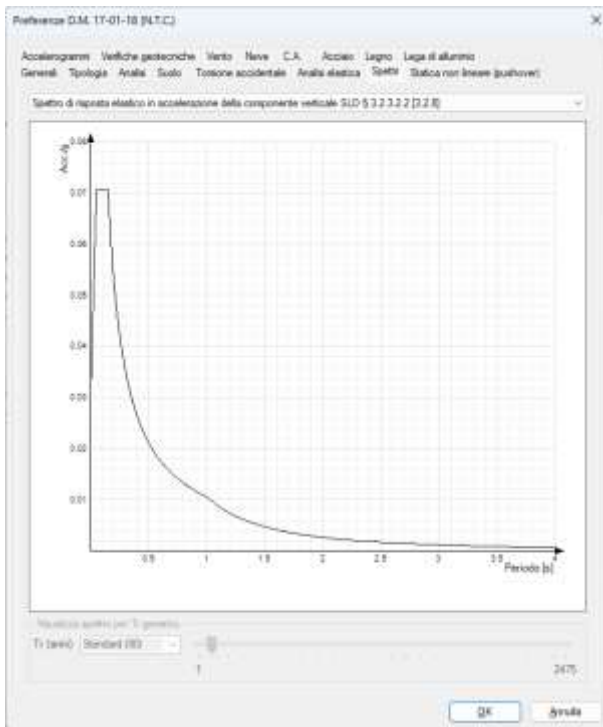 Preferenze D.M. 17-01-18 (N.T.C.)
Accelerogrammi Verifiche geotecniche Vento Neve C.A. Acciaio Legno Lega di alluminio
Generali Tipologia Analisi Suolo Torsione accidentale Analisi elastica Spettri Statica non lineare (pushover)
Spettro di risposta elastico in accelerazione della componente verticale SLO § 3.2.3.2.2 [3.2.8]
Acc./g
0.08
0.07
0.06
0.05
0.04
0.03
0.02
0.01
0.5 1 1.5 2 2.5 3 3.5 4
Periodo [s]
Visualizza spettro per Tr generico
Tr (anni) Standard
1 2475
OK Annulla